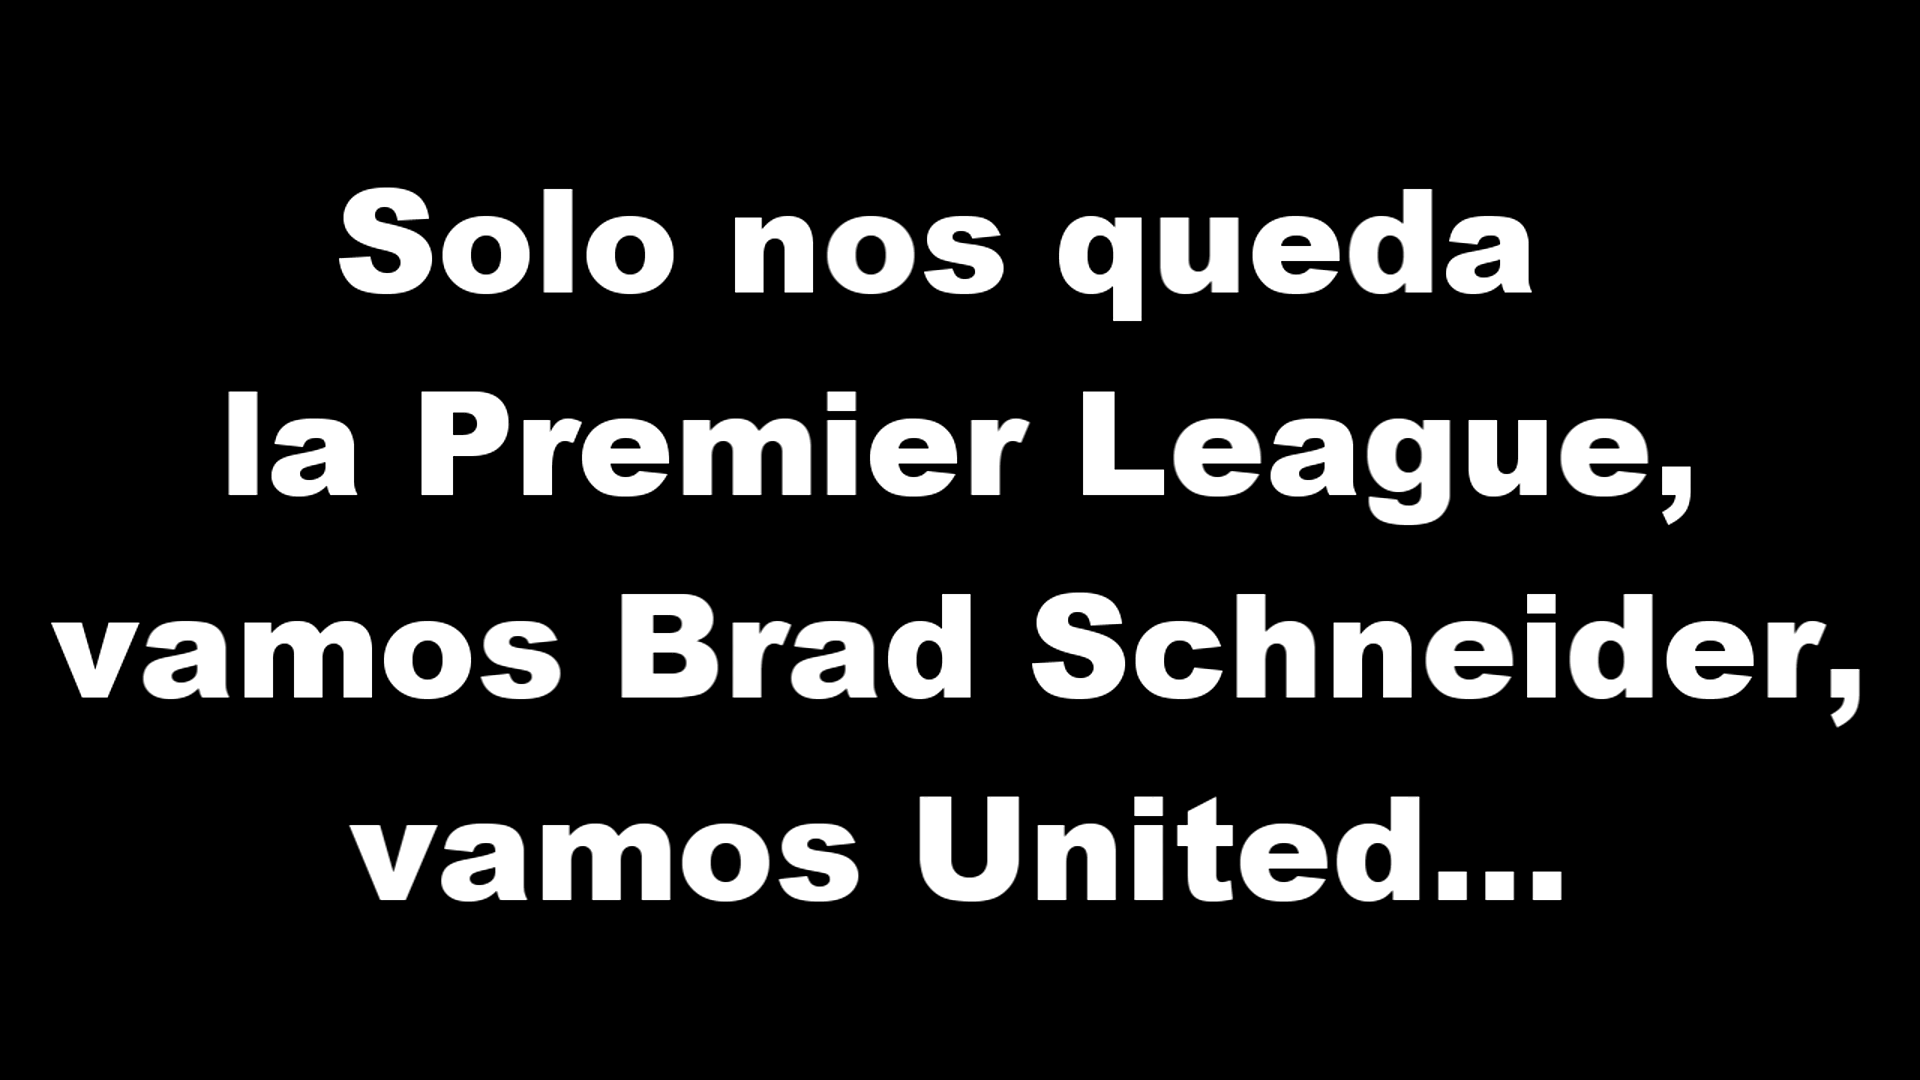 Solo nos queda
la Premier League,
vamos Brad Schneider,
vamos United...